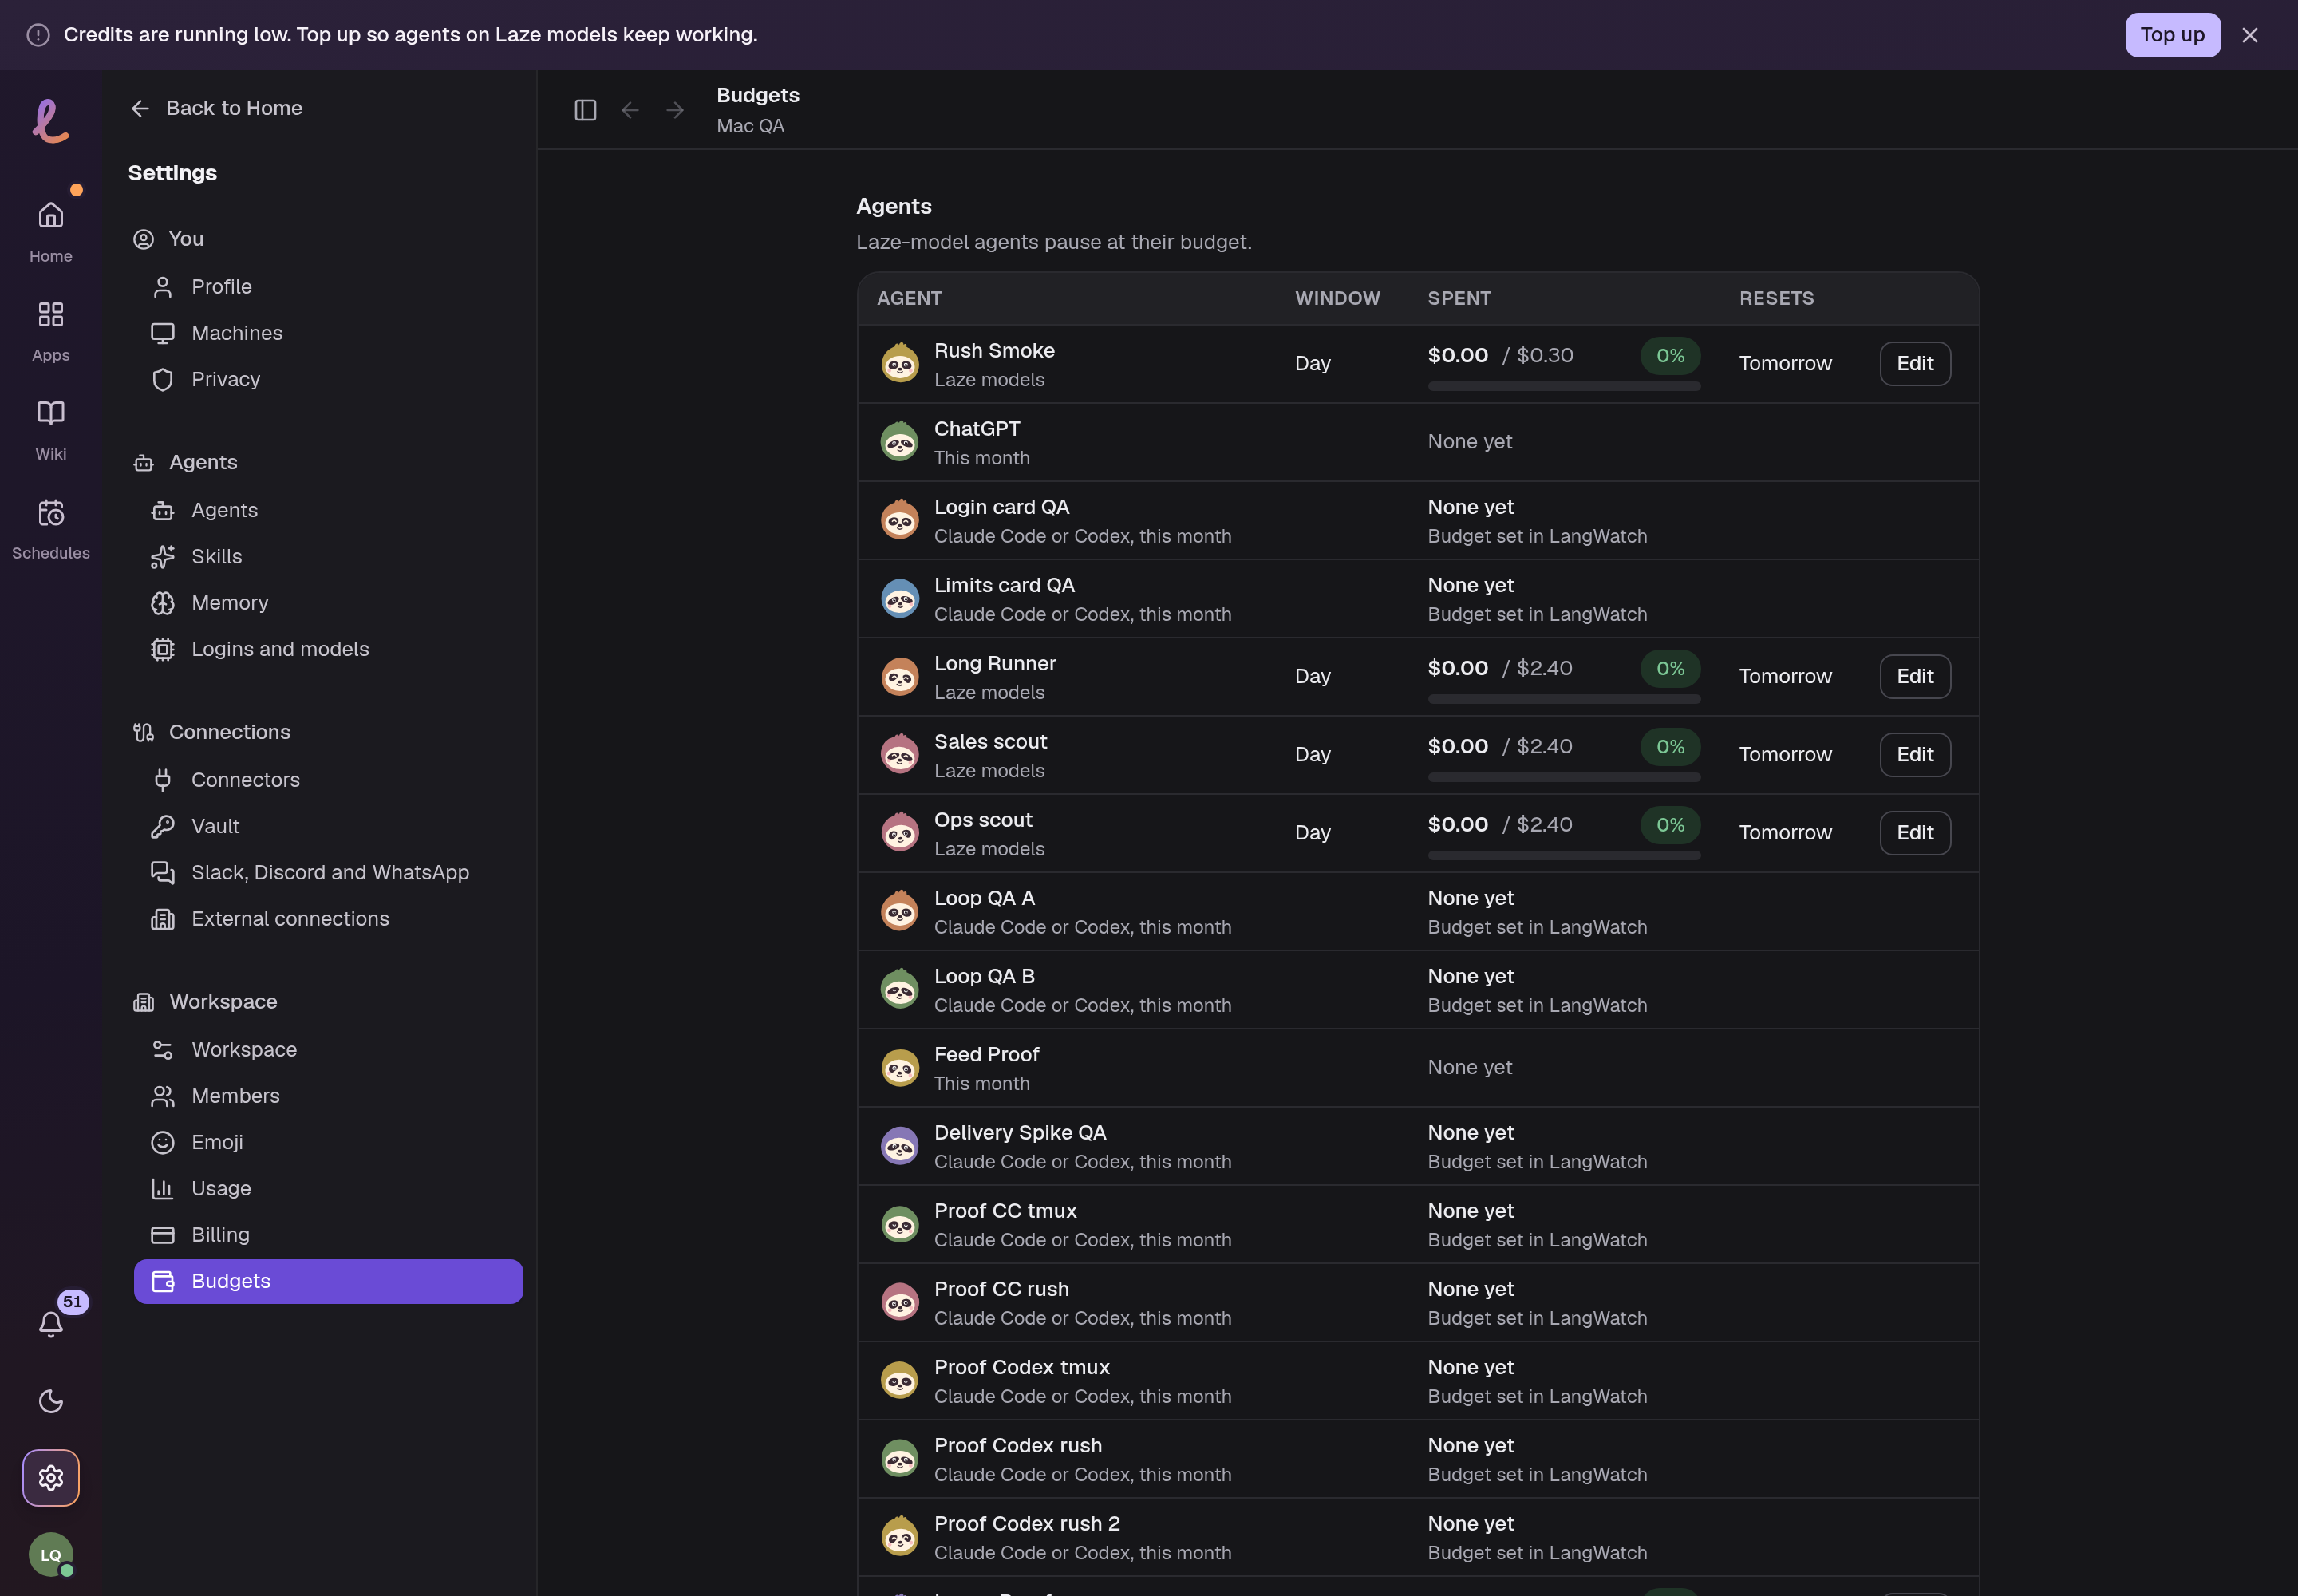 Credits are running low. Top up so agents on Laze models keep working.
Top up
Back to Home
Settings
You
Profile
Machines
Privacy
Agents
Agents
Skills
Memory
Logins and models
Connections
Connectors
Vault
Slack, Discord and WhatsApp
External connections
Workspace
Workspace
Members
Emoji
Usage
Billing
Budgets
Home
Apps
Wiki
Schedules
51
LQ
Budgets
Mac QA
Agents
Laze-model agents pause at their budget.
AGENT WINDOW SPENT RESETS
Rush Smoke
Laze models
Day
$0.00 / $0.30 0%
Tomorrow
Edit
ChatGPT
This month
None yet
Login card QA
Claude Code or Codex, this month
None yet
Budget set in LangWatch
Limits card QA
Claude Code or Codex, this month
None yet
Budget set in LangWatch
Long Runner
Laze models
Day
$0.00 / $2.40 0%
Tomorrow
Edit
Sales scout
Laze models
Day
$0.00 / $2.40 0%
Tomorrow
Edit
Ops scout
Laze models
Day
$0.00 / $2.40 0%
Tomorrow
Edit
Loop QA A
Claude Code or Codex, this month
None yet
Budget set in LangWatch
Loop QA B
Claude Code or Codex, this month
None yet
Budget set in LangWatch
Feed Proof
This month
None yet
Delivery Spike QA
Claude Code or Codex, this month
None yet
Budget set in LangWatch
Proof CC tmux
Claude Code or Codex, this month
None yet
Budget set in LangWatch
Proof CC rush
Claude Code or Codex, this month
None yet
Budget set in LangWatch
Proof Codex tmux
Claude Code or Codex, this month
None yet
Budget set in LangWatch
Proof Codex rush
Claude Code or Codex, this month
None yet
Budget set in LangWatch
Proof Codex rush 2
Claude Code or Codex, this month
None yet
Budget set in LangWatch